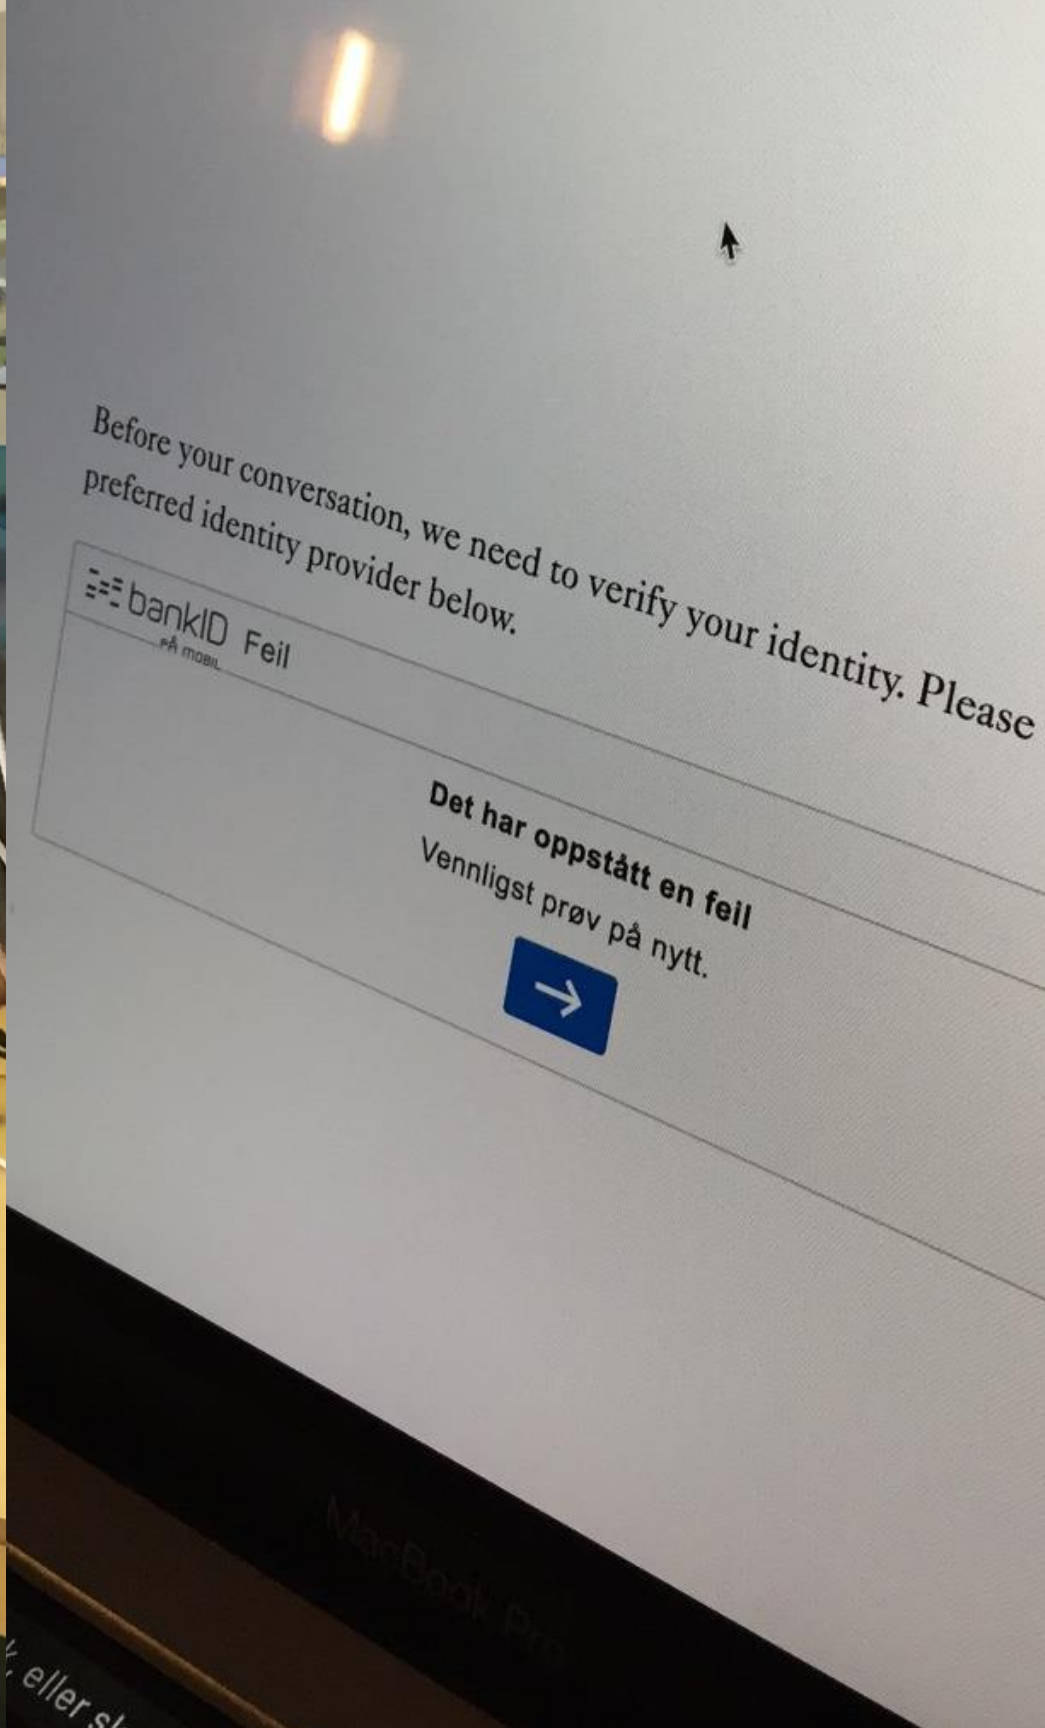 Before your conversation, we need to verify your identity. Please
preferred identity provider below.
bankID Feil
PÅ MOBIL
Det har oppstått en feil
Vennligst prøv på nytt.
MacBook Pro
eller